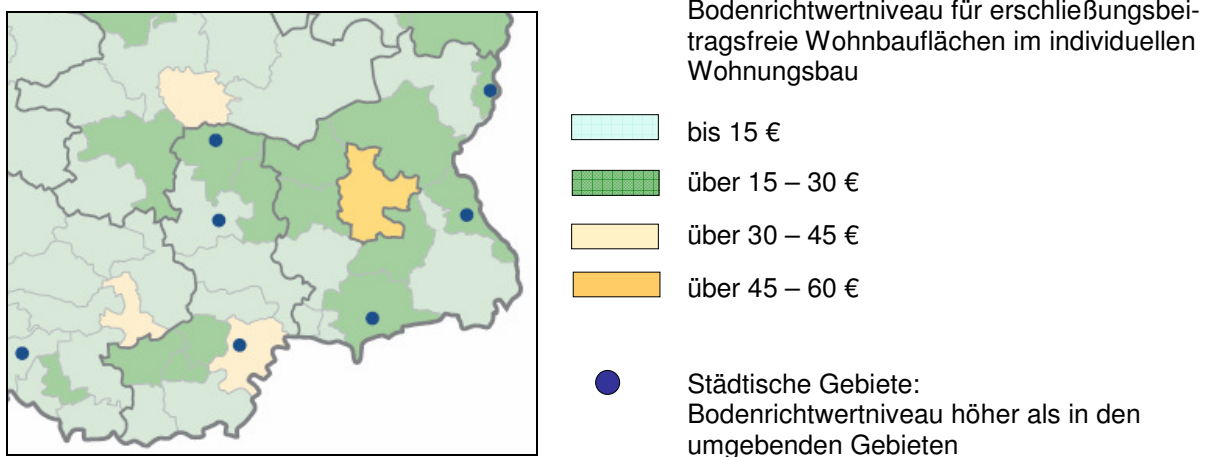 Bodenrichtwertniveau für erschließungsbei-
tragsfreie Wohnbauflächen im individuellen
Wohnungsbau
bis 15 €
über 15 – 30 €
über 30 – 45 €
über 45 – 60 €
Städtische Gebiete:
Bodenrichtwertniveau höher als in den
umgebenden Gebieten